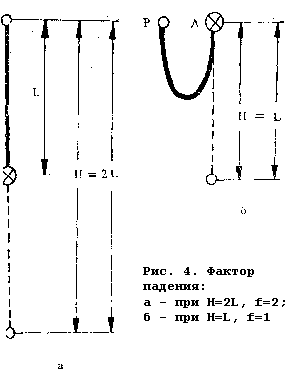 P
A
L
H = 2L
H = L
б
а
Рис. 4. Фактор
падения:
а - при H=2L, f=2;
б - при H=L, f=1